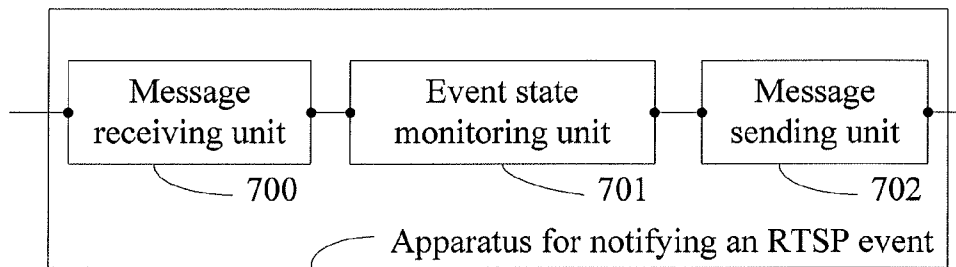 Message
receiving unit
Event state
monitoring unit
Message
sending unit
700
701
702
Apparatus for notifying an RTSP event